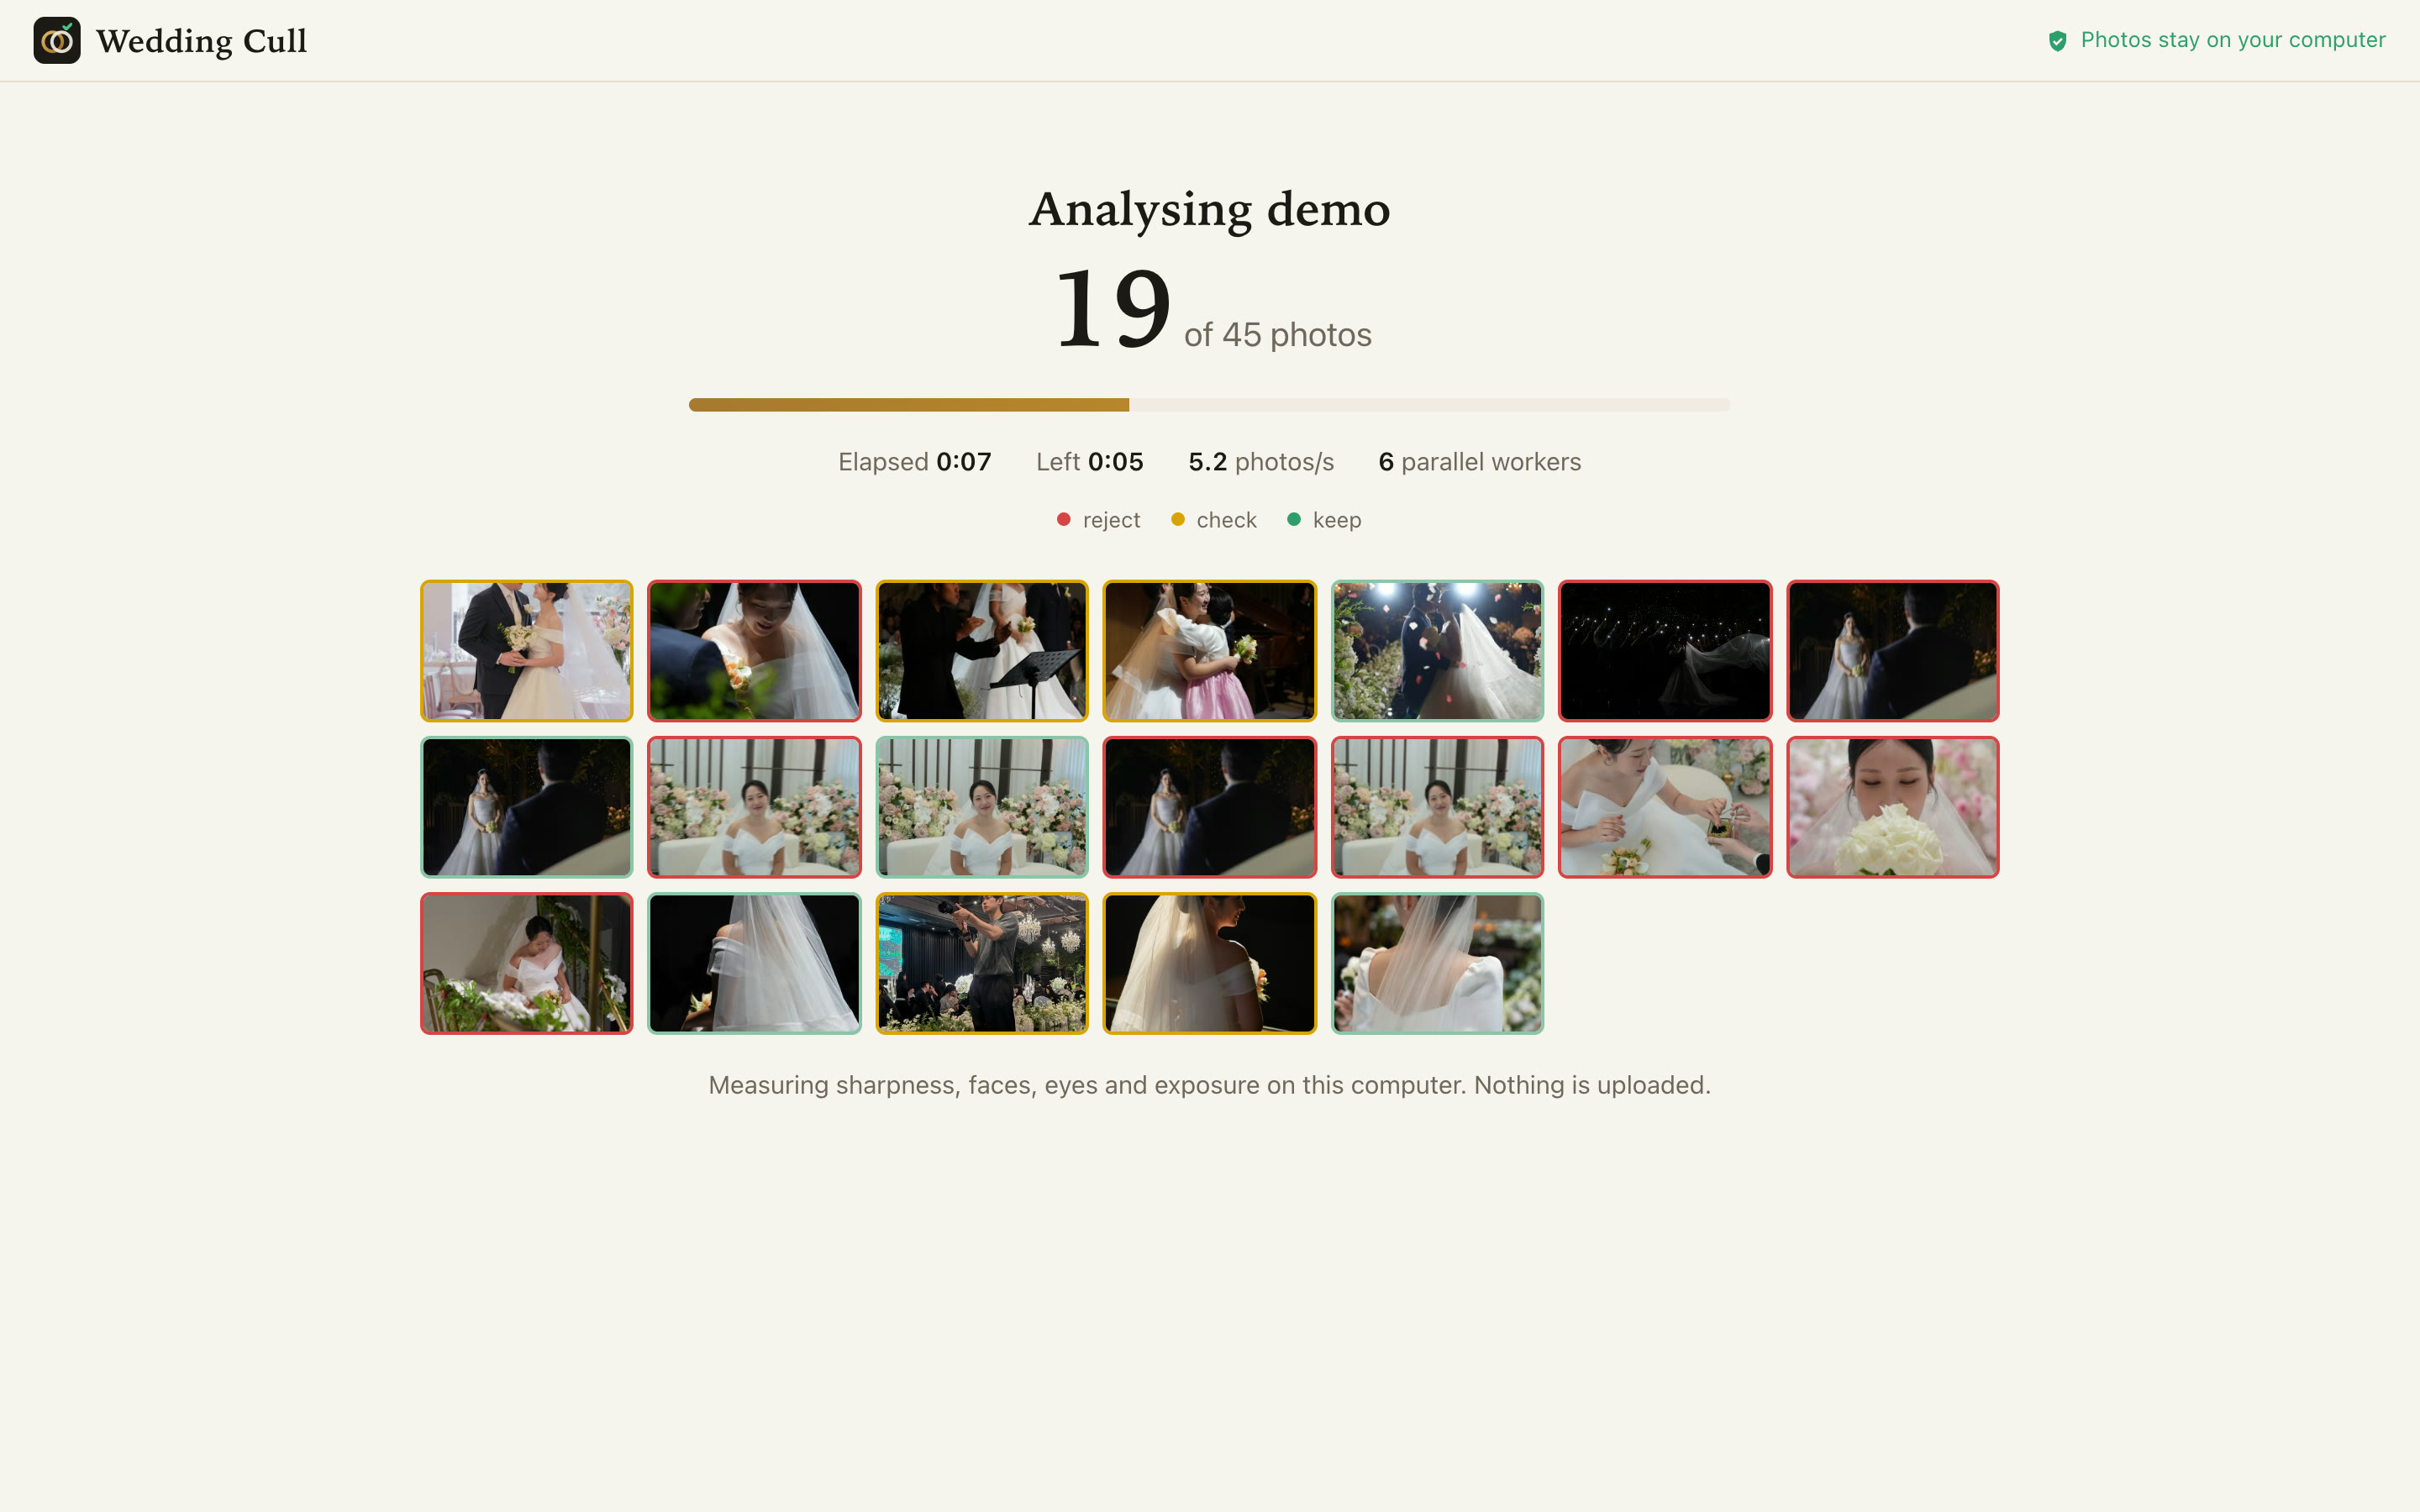 Wedding Cull
Photos stay on your computer
Analysing demo
19 of 45 photos
Elapsed 0:07 Left 0:05 5.2 photos/s 6 parallel workers
reject check keep
Measuring sharpness, faces, eyes and exposure on this computer. Nothing is uploaded.